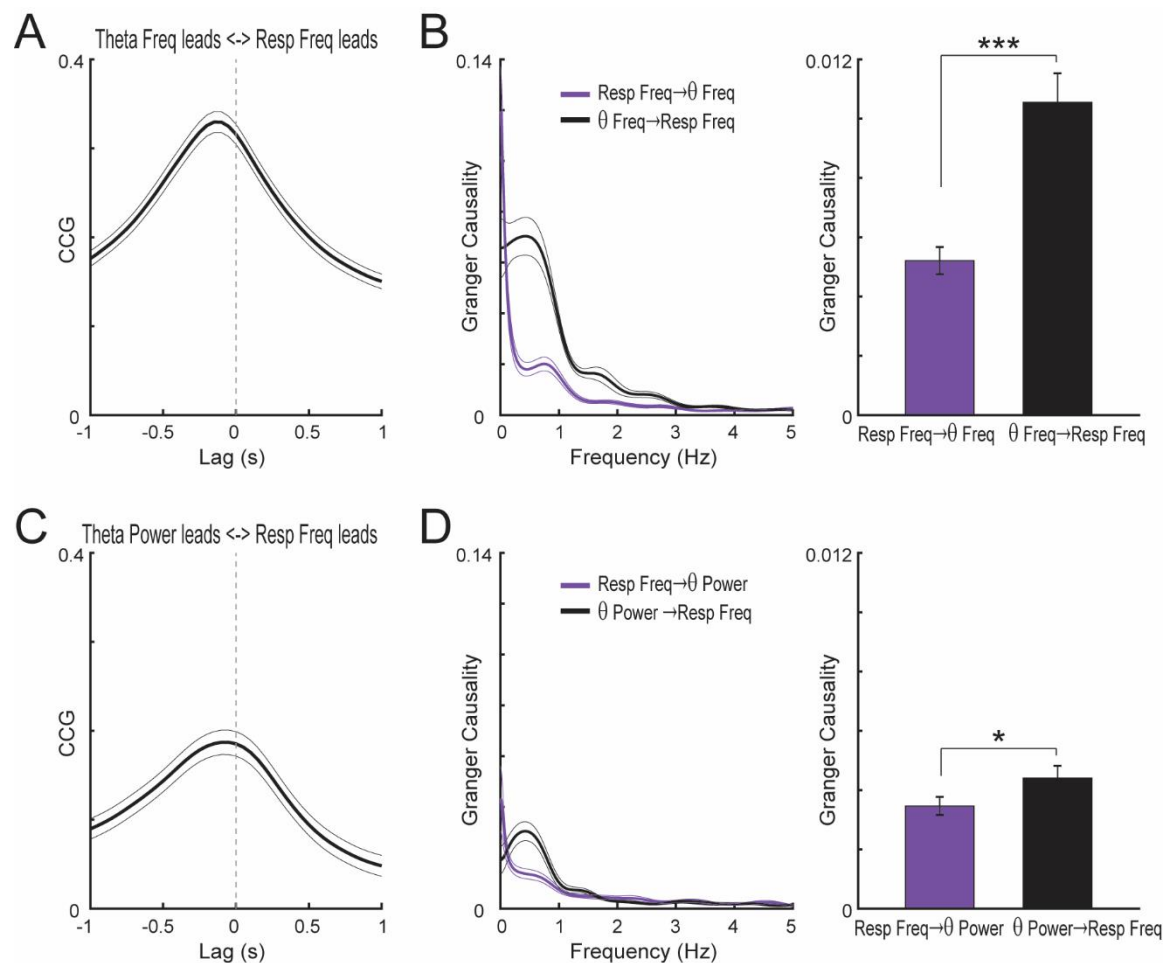 A
Theta Freq leads <-> Resp Freq leads
0.4
CCG
0
-1
-0.5
0
0.5
1
Lag (s)
B
0.14
Resp Freq→θ Freq
θ Freq→Resp Freq
Granger Causality
0
0
1
2
3
4
5
Frequency (Hz)
0.012
***
Granger Causality
0
Resp Freq→θ Freq
θ Freq→Resp Freq
C
Theta Power leads <-> Resp Freq leads
0.4
CCG
0
-1
-0.5
0
0.5
1
Lag (s)
D
0.14
Resp Freq→θ Power
θ Power →Resp Freq
Granger Causality
0
0
1
2
3
4
5
Frequency (Hz)
0.012
*
Granger Causality
0
Resp Freq→θ Power
θ Power→Resp Freq